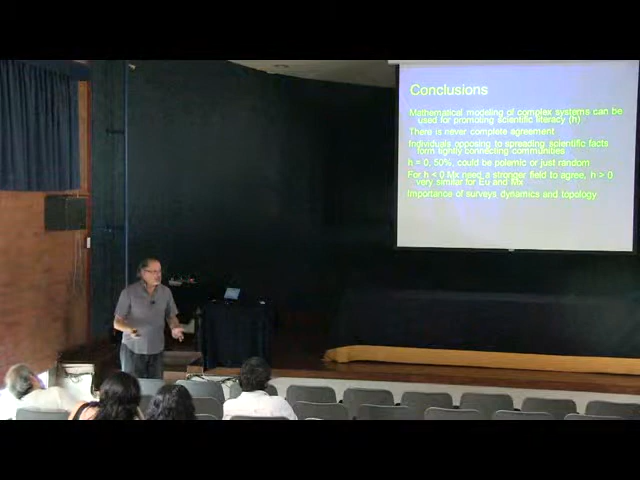 Conclusions
Mathematical modeling of complex systems can be
used for promoting scientific literacy (h)
There is never complete agreement
Individuals opposing to spreading scientific facts
form tightly connecting communities
h = 0, 50%, could be polemic or just random
For h < 0 Mx need a stronger field to agree, h > 0
very similar for Eu and Mx
Importance of surveys dynamics and topology